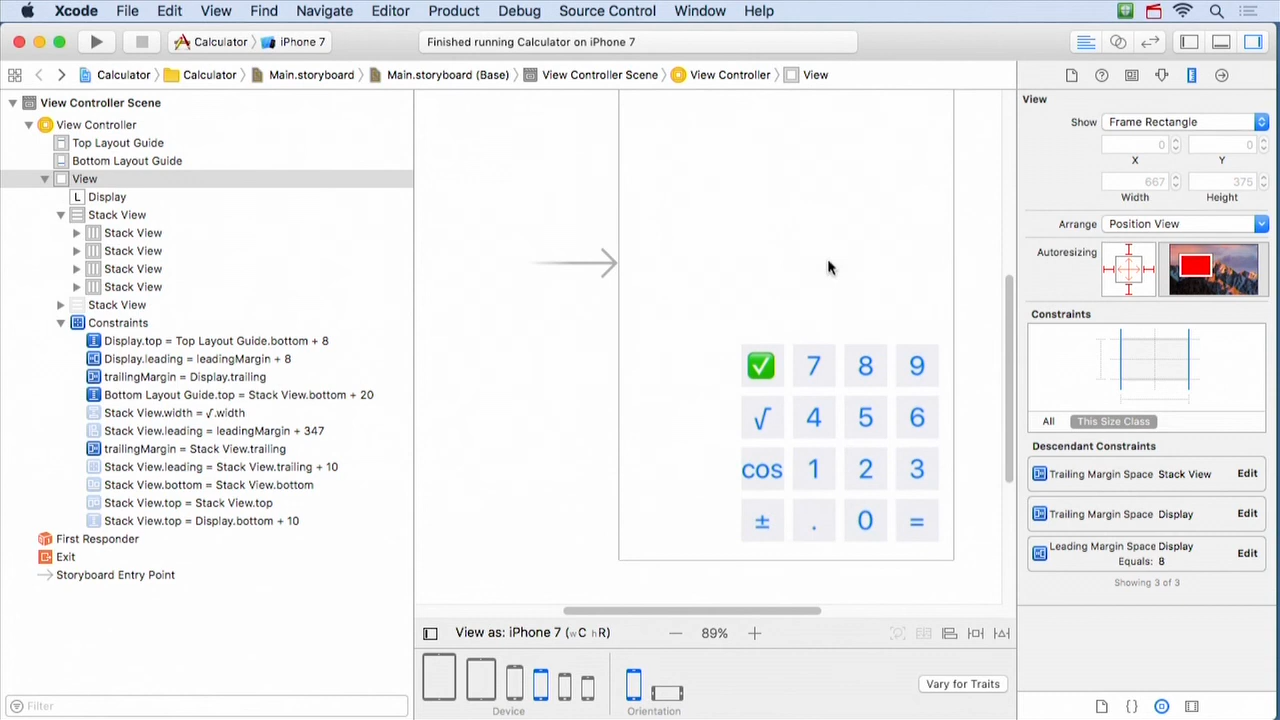 Xcode File Edit View Find Navigate Editor Product Debug Source Control Window Help
Calculator iPhone 7 Finished running Calculator on iPhone 7
Calculator Calculator Main.storyboard Main.storyboard (Base) View Controller Scene View Controller View
View Controller Scene
View Controller
Top Layout Guide
Bottom Layout Guide
View
L Display
Stack View
Stack View
Stack View
Stack View
Stack View
Stack View
Constraints
Display.top = Top Layout Guide.bottom + 8
Display.leading = leadingMargin + 8
trailingMargin = Display.trailing
Bottom Layout Guide.top = Stack View.bottom + 20
Stack View.width = √.width
Stack View.leading = leadingMargin + 347
trailingMargin = Stack View.trailing
Stack View.leading = Stack View.trailing + 10
Stack View.bottom = Stack View.bottom
Stack View.top = Stack View.top
Stack View.top = Display.bottom + 10
First Responder
Exit
Storyboard Entry Point
Filter
✅ 7 8 9
√ 4 5 6
cos 1 2 3
± . 0 =
View as: iPhone 7 (wC hR) — 89% +
Device
Orientation
Vary for Traits
View
Show Frame Rectangle
0 0
X Y
667 375
Width Height
Arrange Position View
Autoresizing
Constraints
All This Size Class
Descendant Constraints
Trailing Margin Space Stack View Edit
Trailing Margin Space Display Edit
Leading Margin Space Display Edit
Equals: 8
Showing 3 of 3